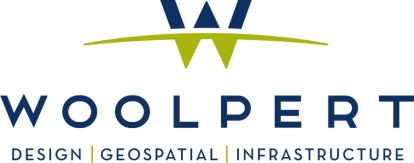 W
WOOLPERT
DESIGN | GEOSPATIAL | INFRASTRUCTURE